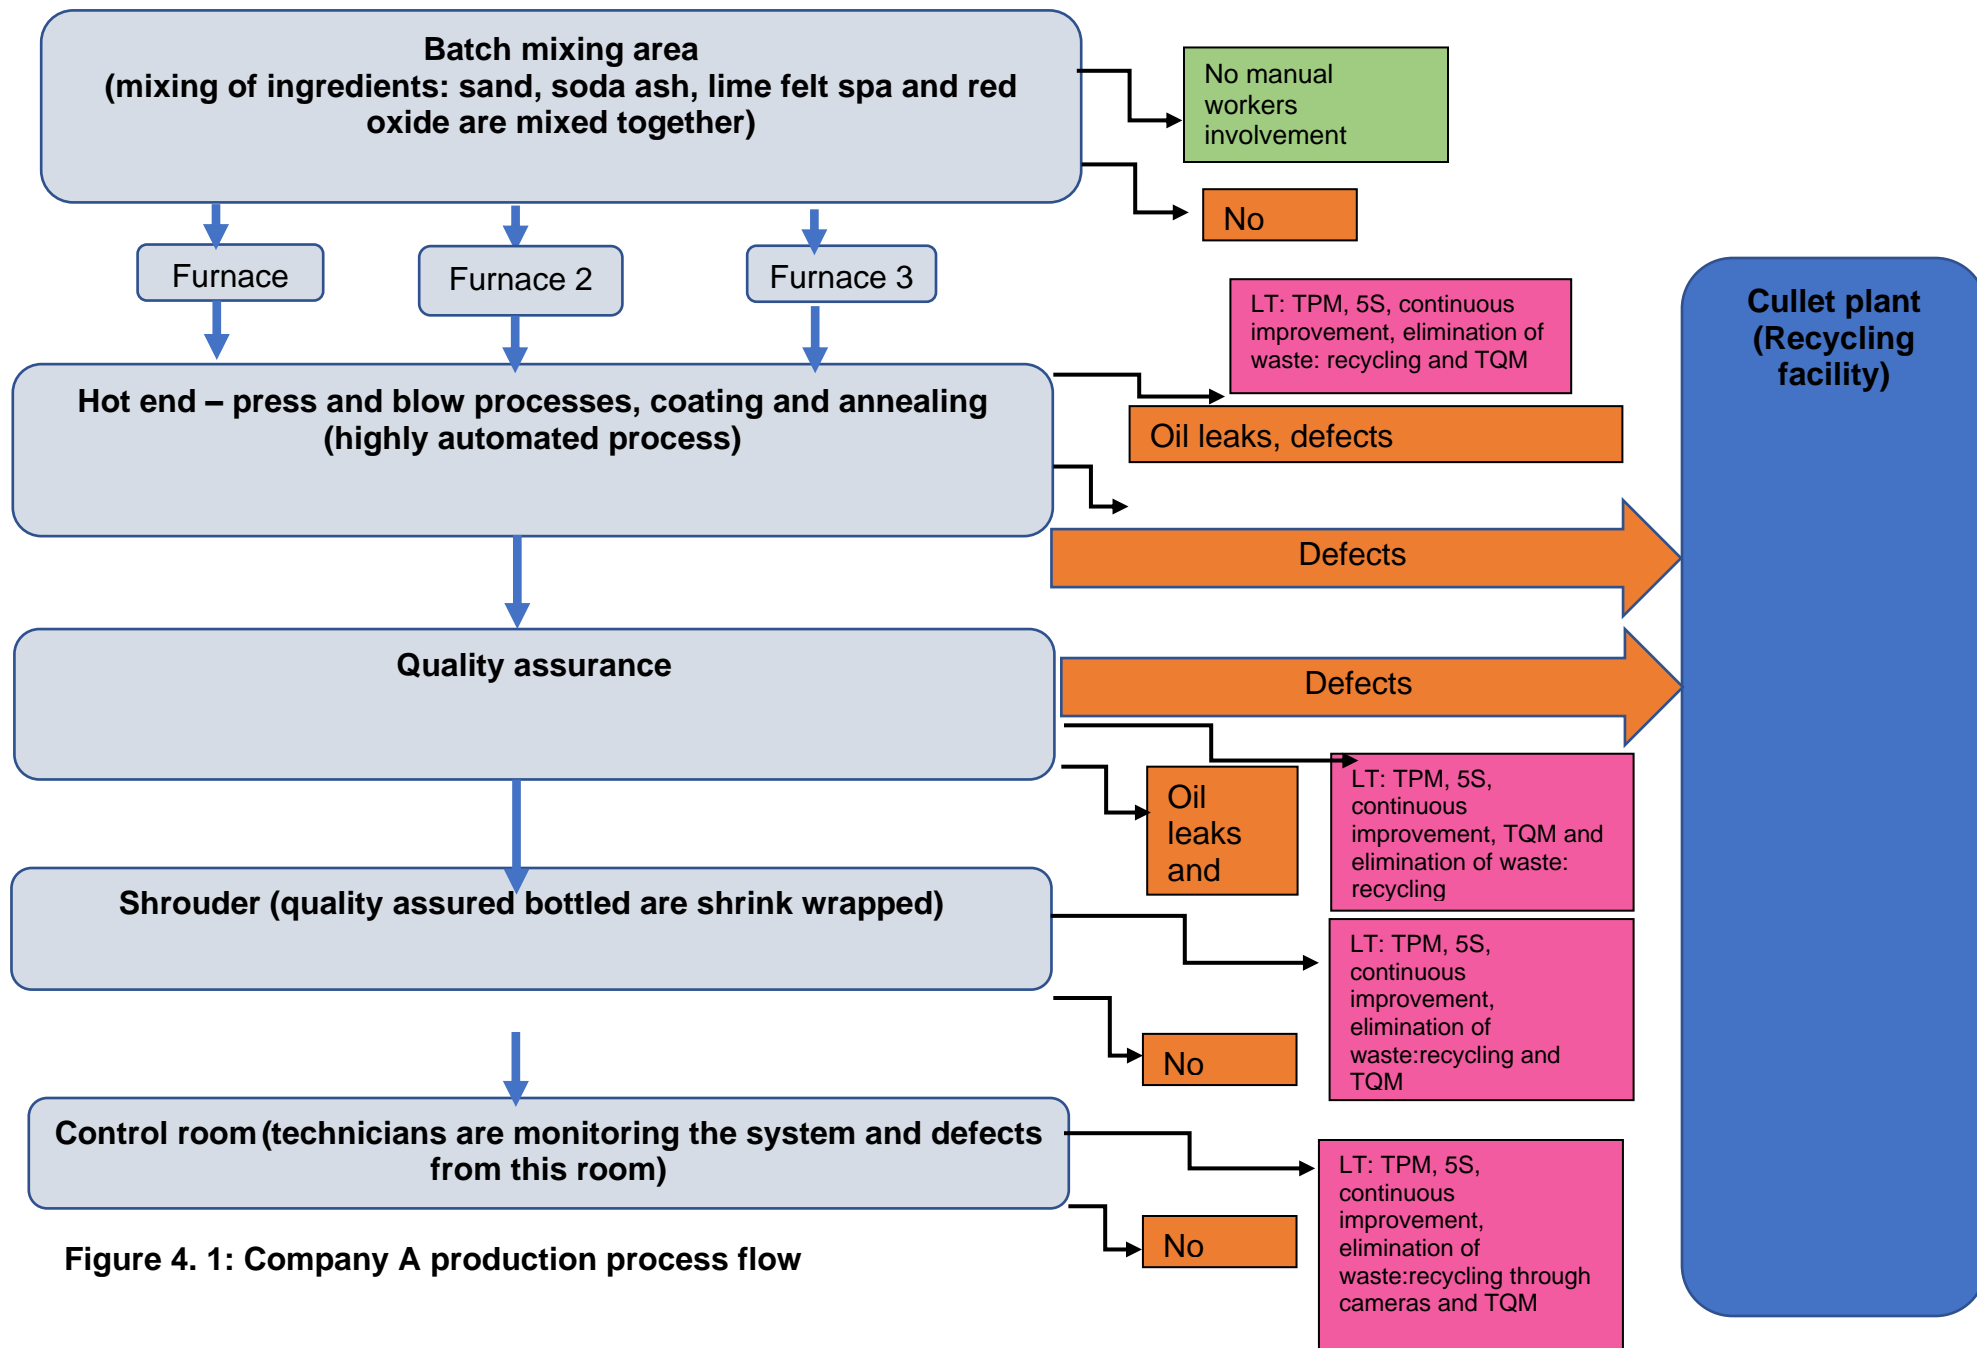 Batch mixing area
(mixing of ingredients: sand, soda ash, lime felt spa and red
oxide are mixed together)
No manual
workers
involvement
No
Furnace
Furnace 2
Furnace 3
LT: TPM, 5S, continuous
improvement, elimination of
waste: recycling and TQM
Cullet plant
(Recycling
facility)
Hot end – press and blow processes, coating and annealing
(highly automated process)
Oil leaks, defects
Defects
Quality assurance
Defects
Oil
leaks
and
LT: TPM, 5S,
continuous
improvement, TQM and
elimination of waste:
recycling
Shrouder (quality assured bottled are shrink wrapped)
LT: TPM, 5S,
continuous
improvement,
elimination of
waste:recycling and
TQM
No
Control room (technicians are monitoring the system and defects
from this room)
LT: TPM, 5S,
continuous
improvement,
elimination of
waste:recycling through
cameras and TQM
No
Figure 4. 1: Company A production process flow